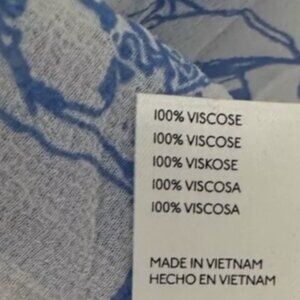 100% VISCOSE
100% VISCOSE
100% VISKOSE
100% VISCOSA
100% VISCOSA
MADE IN VIETNAM
HECHO EN VIETNAM